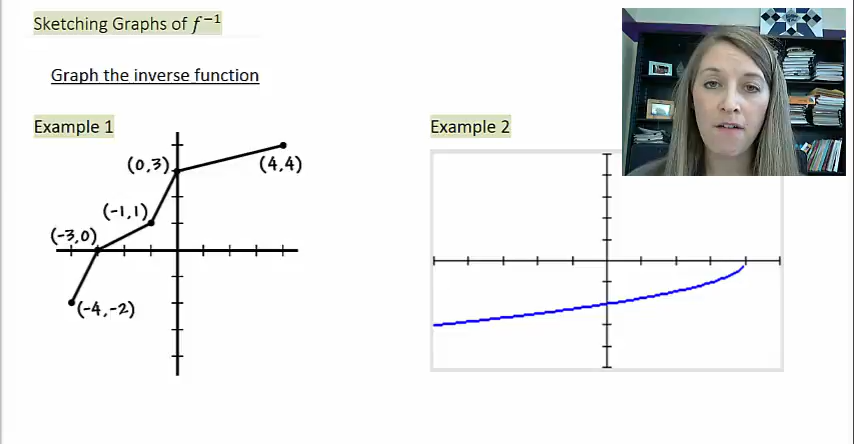 Sketching Graphs of f⁻¹
Graph the inverse function
Example 1
(0,3)
(4,4)
(-1,1)
(-3,0)
(-4,-2)
Example 2